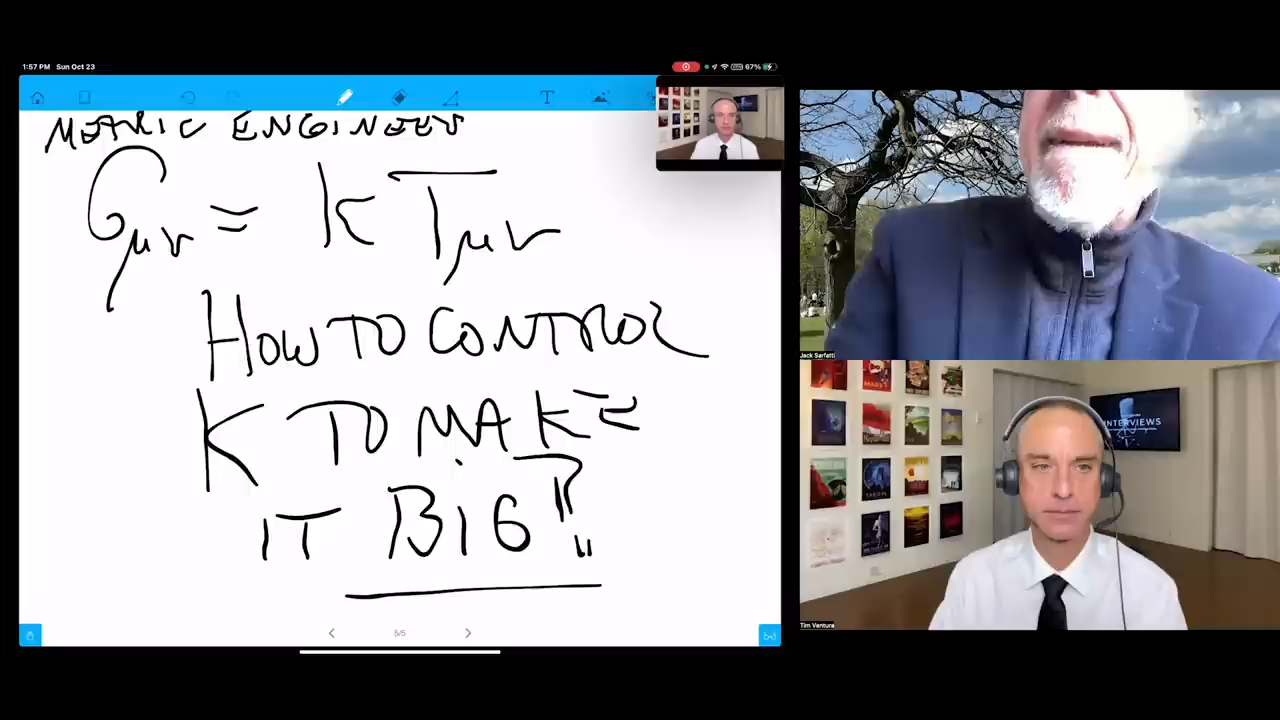 1:57 PM Sun Oct 23
67%
METRIC ENGINEER
Gμν = K Tμν
HOW TO CONTROL
K TO MAKE
IT BIG?
5/5
T
Jack Sarfatti
INTERVIEWS
Tim Ventura